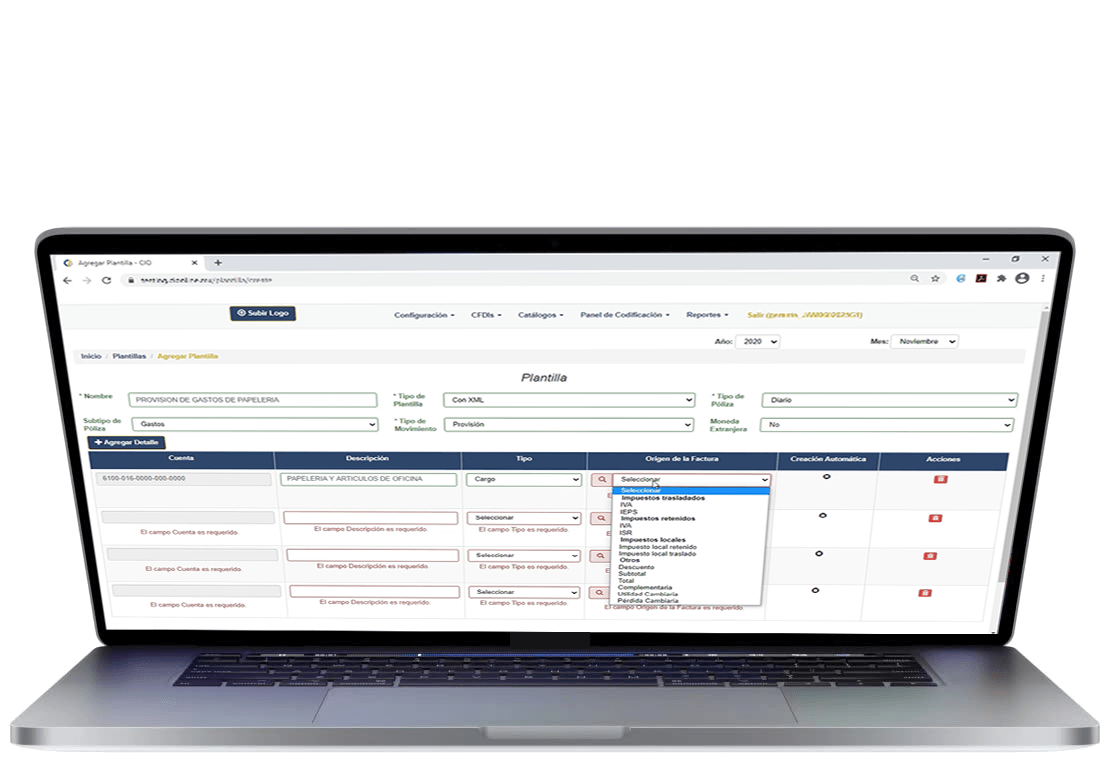 Agregar Plantilla - CIO
Subir Logo
Configuración CFDIs Catálogos Panel de Codificación Reportes Salir
Año: 2020 Mes: Noviembre
Inicio / Plantillas / Agregar Plantilla
Plantilla
* Nombre PROVISION DE GASTOS DE PAPELERIA * Tipo de Plantilla Con XML * Tipo de Póliza Diario
Subtipo de Póliza Gastos * Tipo de Movimiento Provisión Moneda Extranjera No
+ Agregar Detalle
Cuenta Descripción Tipo Origen de la Factura Creación Automática Acciones
6100-016-0000-000-0000 PAPELERIA Y ARTICULOS DE OFICINA Cargo Seleccionar
Seleccionar
Impuestos trasladados
IVA
IEPS
Impuestos retenidos
IVA
ISR
Impuestos locales
Impuesto local retenido
Impuesto local traslado
Otros
Descuento
Subtotal
Total
Complementaria
Utilidad Cambiaria
Pérdida Cambiaria
Seleccionar
El campo Cuenta es requerido. El campo Descripción es requerido. El campo Tipo es requerido.
Seleccionar
El campo Cuenta es requerido. El campo Descripción es requerido. El campo Tipo es requerido.
Seleccionar
El campo Cuenta es requerido. El campo Descripción es requerido. El campo Tipo es requerido. El campo Origen de la Factura es requerido.